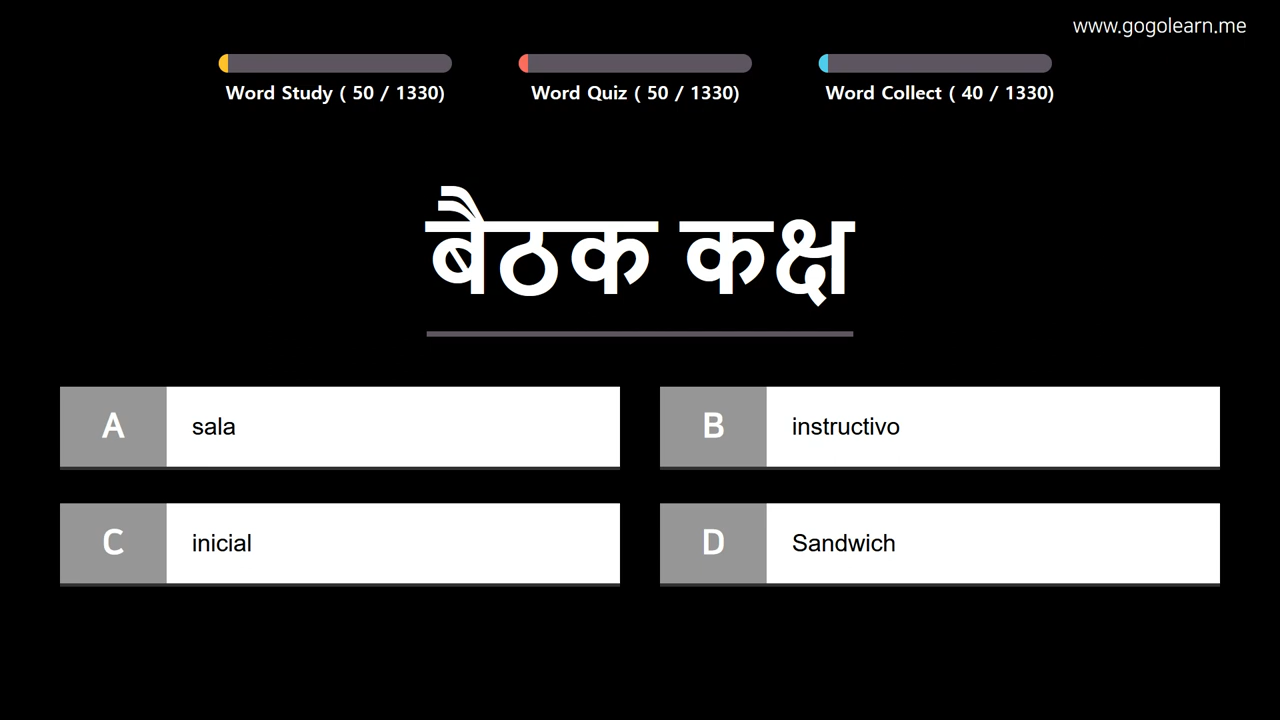 www.gogolearn.me
Word Study ( 50 / 1330)
Word Quiz ( 50 / 1330)
Word Collect ( 40 / 1330)
बैठक कक्ष
A sala
B instructivo
C inicial
D Sandwich